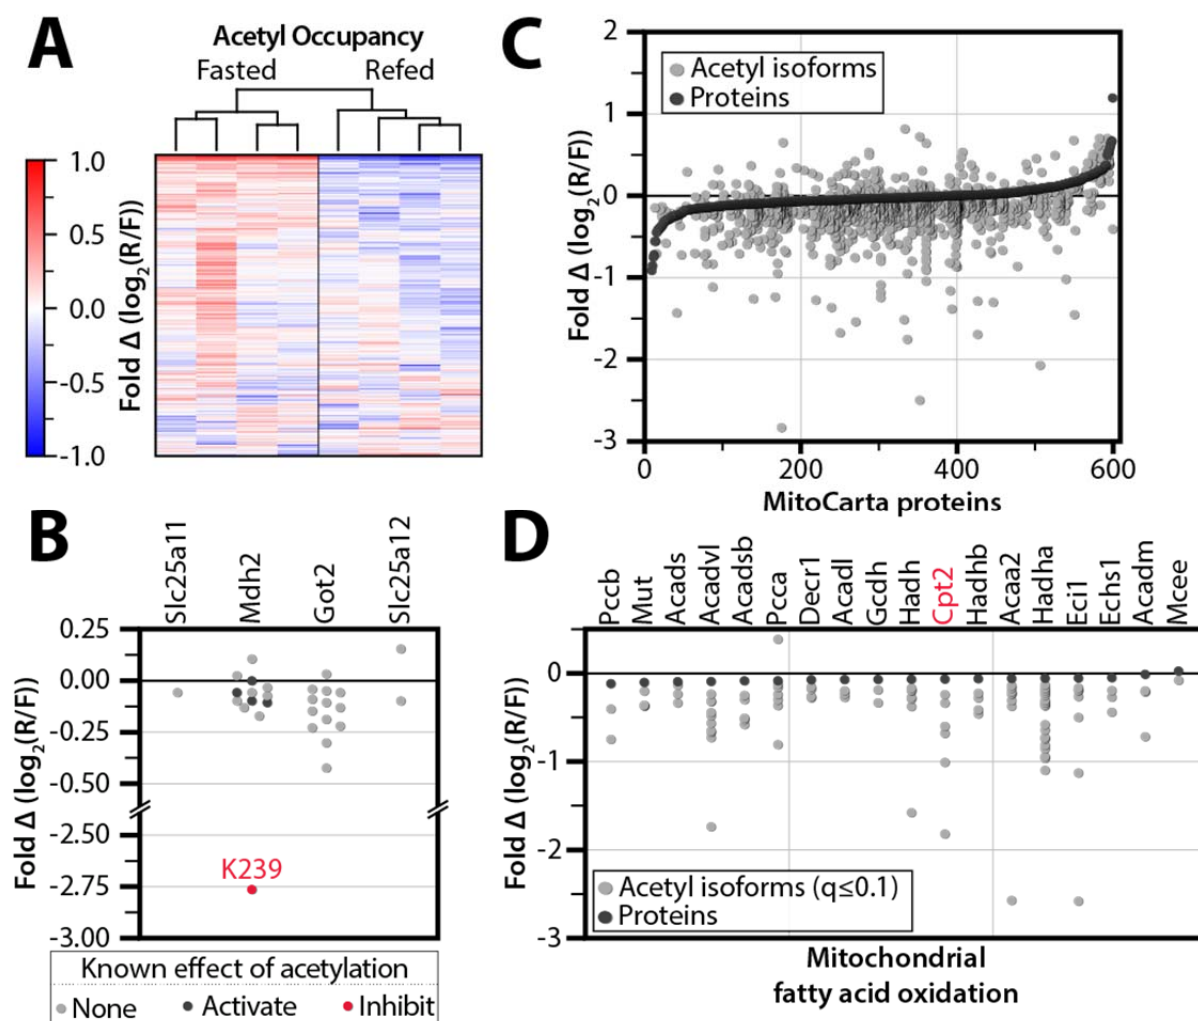 A
Acetyl Occupancy
Fasted
Refed
1.0
0.5
0.0
-0.5
-1.0
Fold Δ (log2(R/F))
C
2
1
0
-1
-2
-3
Fold Δ (log2(R/F))
Acetyl isoforms
Proteins
0
200
400
600
MitoCarta proteins
B
Slc25a11
Mdh2
Got2
Slc25a12
0.25
0.00
-0.25
-0.50
-2.50
-2.75
-3.00
Fold Δ (log2(R/F))
K239
Known effect of acetylation
None
Activate
Inhibit
D
Pccb
Mut
Acads
Acadvl
Acadsb
Pcca
Decr1
Acadl
Gcdh
Hadh
Cpt2
Hadhb
Acaa2
Hadha
Eci1
Echs1
Acadm
Mcee
0
-1
-2
-3
Fold Δ (log2(R/F))
Acetyl isoforms (q≤0.1)
Proteins
Mitochondrial
fatty acid oxidation